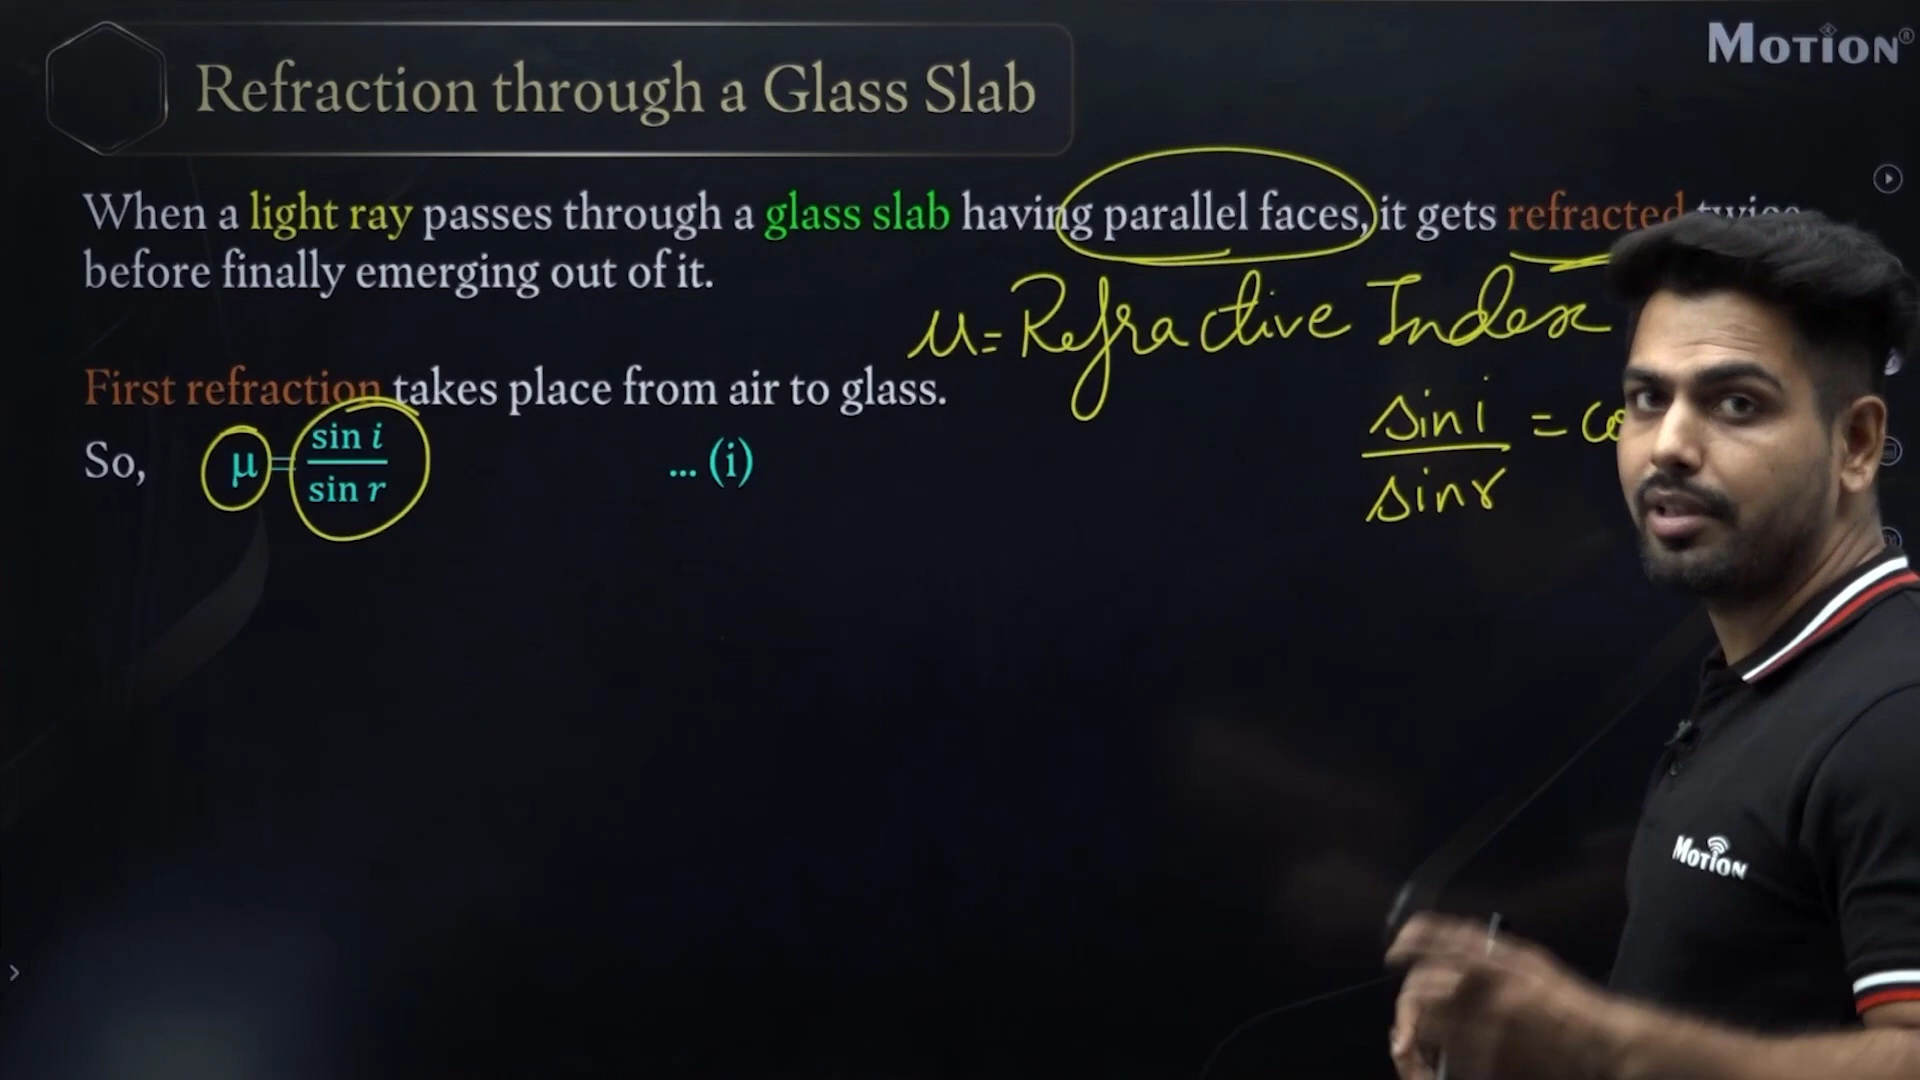 MOTION®
Refraction through a Glass Slab
When a light ray passes through a glass slab having parallel faces, it gets refracted twice
before finally emerging out of it.
μ = Refractive Index
First refraction takes place from air to glass.
So, μ = sin i / sin r ... (i)
sin i / sin r =
MOTION